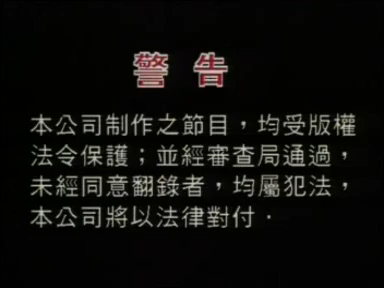 警告
本公司制作之節目，均受版權
法令保護；並經審查局通過，
未經同意翻錄者，均屬犯法，
本公司將以法律對付．